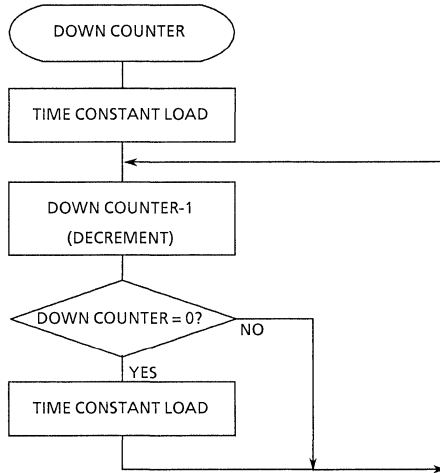 DOWN COUNTER
TIME CONSTANT LOAD
DOWN COUNTER-1
(DECREMENT)
DOWN COUNTER = 0?
NO
YES
TIME CONSTANT LOAD